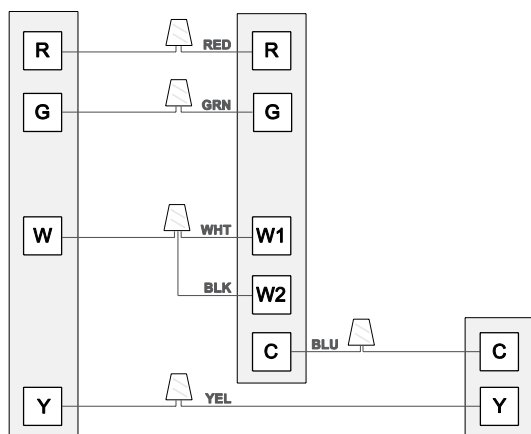 R RED R
G GRN G
W WHT W1
BLK W2
C BLU C
Y YEL Y